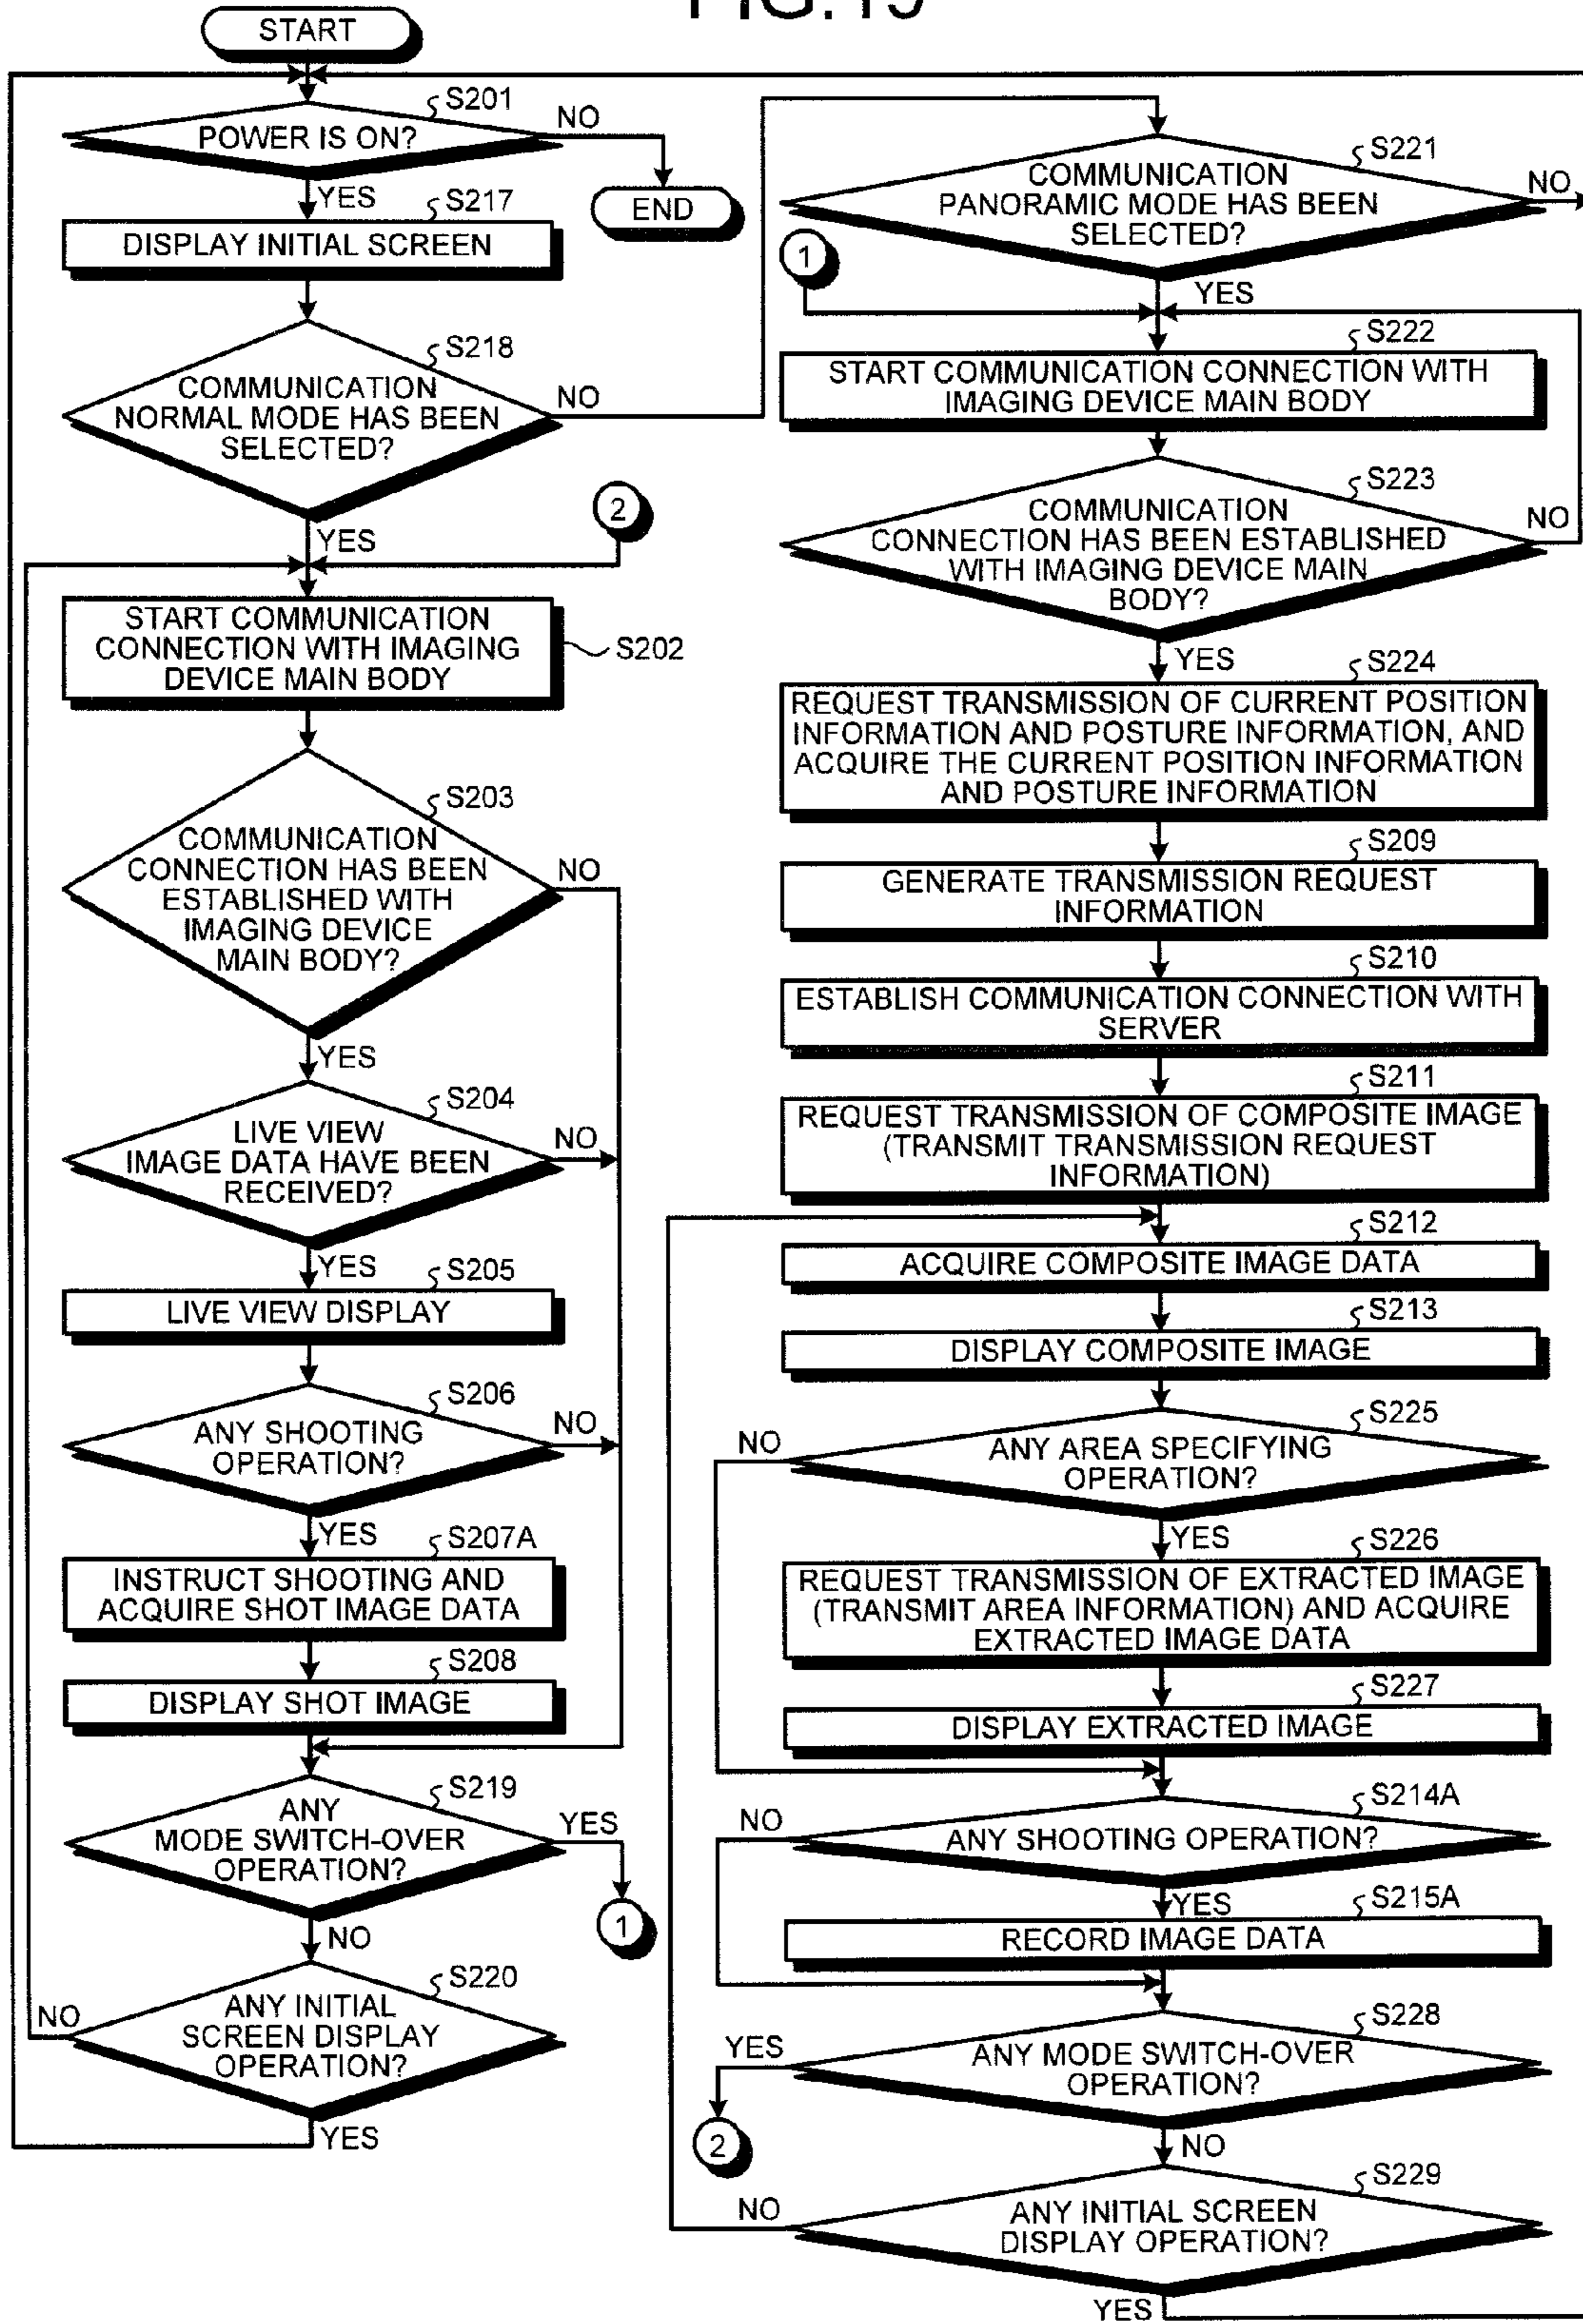 FIG.19
START
S201
POWER IS ON?
NO
END
YES
S217
DISPLAY INITIAL SCREEN
S218
COMMUNICATION
NORMAL MODE HAS BEEN
SELECTED?
NO
YES
2
START COMMUNICATION
CONNECTION WITH IMAGING
DEVICE MAIN BODY
S202
S203
COMMUNICATION
CONNECTION HAS BEEN
ESTABLISHED WITH
IMAGING DEVICE
MAIN BODY?
NO
YES
S204
LIVE VIEW
IMAGE DATA HAVE BEEN
RECEIVED?
NO
YES
S205
LIVE VIEW DISPLAY
S206
ANY SHOOTING
OPERATION?
NO
YES
S207A
INSTRUCT SHOOTING AND
ACQUIRE SHOT IMAGE DATA
S208
DISPLAY SHOT IMAGE
S219
ANY
MODE SWITCH-OVER
OPERATION?
YES
1
NO
S220
ANY INITIAL
SCREEN DISPLAY
OPERATION?
NO
YES
S221
COMMUNICATION
PANORAMIC MODE HAS BEEN
SELECTED?
NO
1
YES
S222
START COMMUNICATION CONNECTION WITH
IMAGING DEVICE MAIN BODY
S223
COMMUNICATION
CONNECTION HAS BEEN ESTABLISHED
WITH IMAGING DEVICE MAIN
BODY?
NO
YES
S224
REQUEST TRANSMISSION OF CURRENT POSITION
INFORMATION AND POSTURE INFORMATION, AND
ACQUIRE THE CURRENT POSITION INFORMATION
AND POSTURE INFORMATION
S209
GENERATE TRANSMISSION REQUEST
INFORMATION
S210
ESTABLISH COMMUNICATION CONNECTION WITH
SERVER
S211
REQUEST TRANSMISSION OF COMPOSITE IMAGE
(TRANSMIT TRANSMISSION REQUEST
INFORMATION)
S212
ACQUIRE COMPOSITE IMAGE DATA
S213
DISPLAY COMPOSITE IMAGE
S225
ANY AREA SPECIFYING
OPERATION?
NO
YES
S226
REQUEST TRANSMISSION OF EXTRACTED IMAGE
(TRANSMIT AREA INFORMATION) AND ACQUIRE
EXTRACTED IMAGE DATA
S227
DISPLAY EXTRACTED IMAGE
S214A
ANY SHOOTING OPERATION?
NO
YES
S215A
RECORD IMAGE DATA
S228
ANY MODE SWITCH-OVER
OPERATION?
YES
2
NO
S229
ANY INITIAL SCREEN
DISPLAY OPERATION?
NO
YES